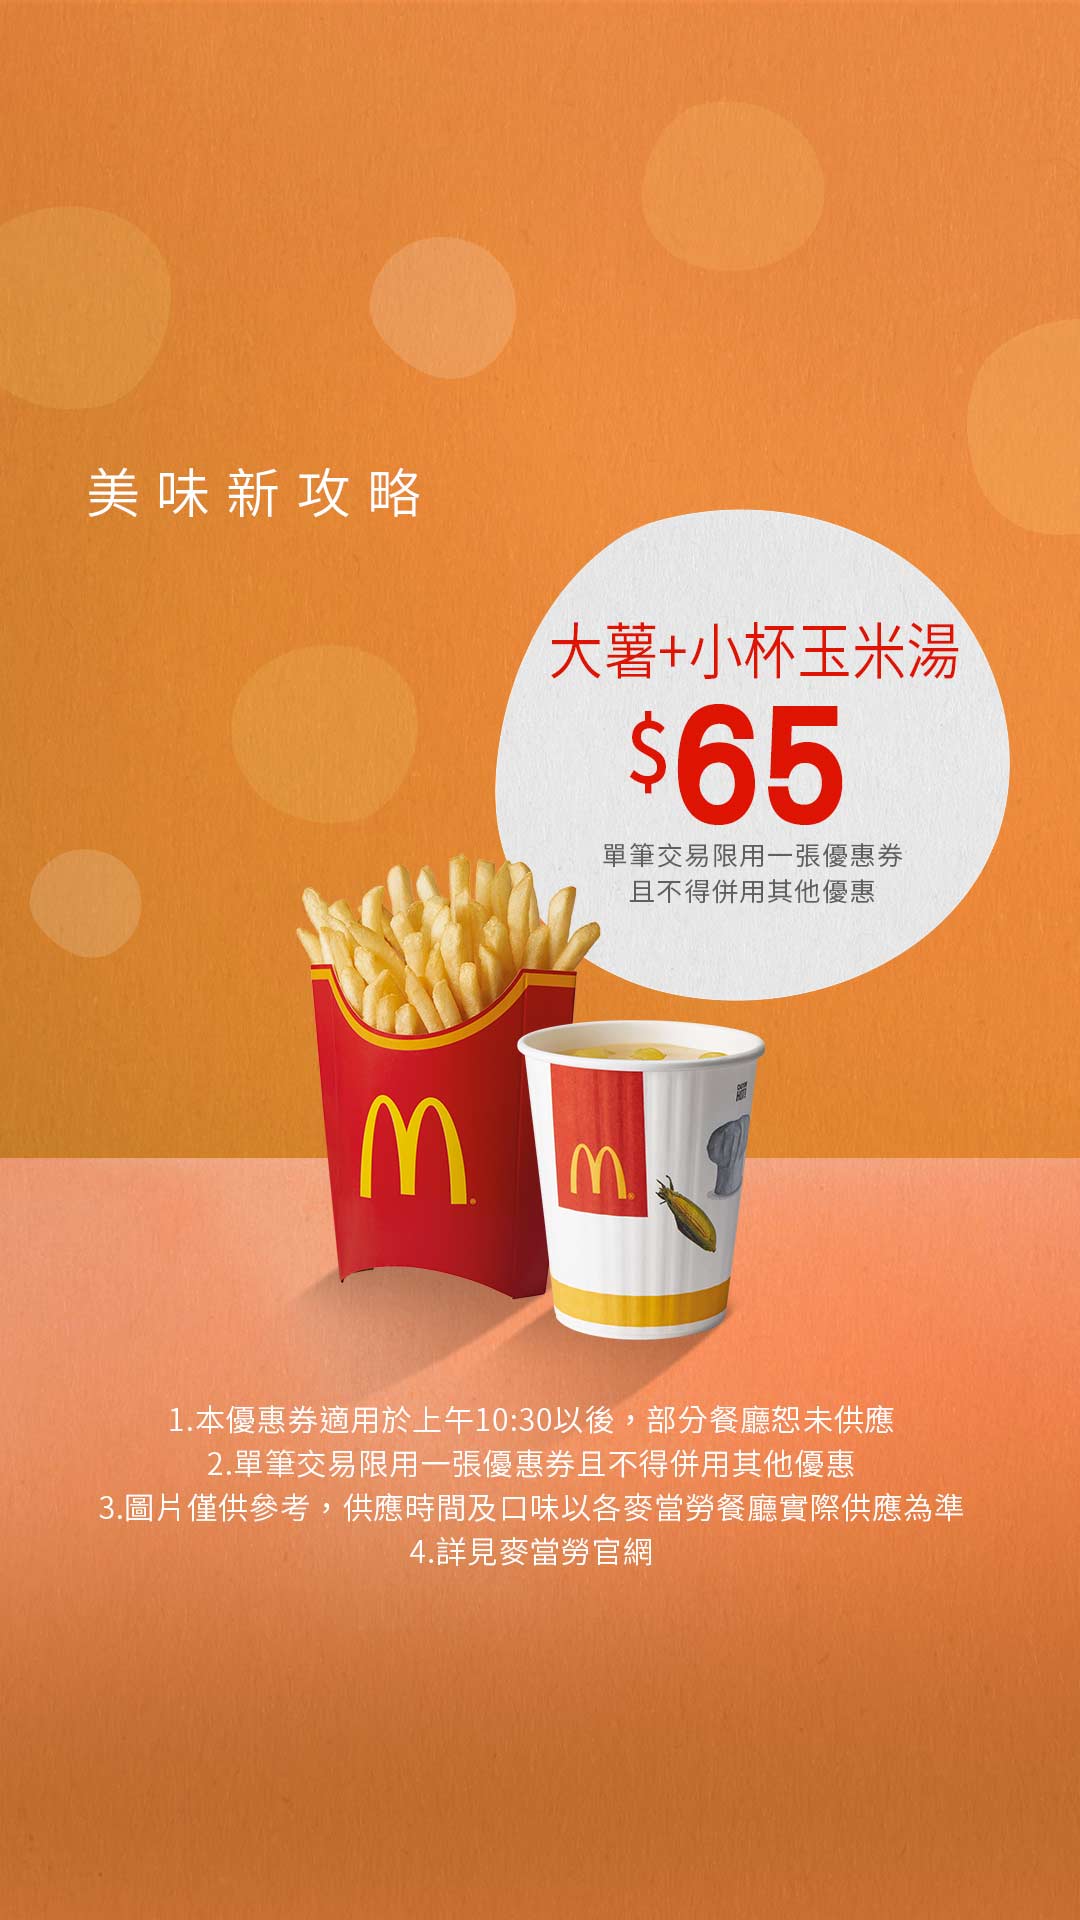 美味新攻略
大薯+小杯玉米湯
$65
單筆交易限用一張優惠券
且不得併用其他優惠
1.本優惠券適用於上午10:30以後，部分餐廳恕未供應
2.單筆交易限用一張優惠券且不得併用其他優惠
3.圖片僅供參考，供應時間及口味以各麥當勞餐廳實際供應為準
4.詳見麥當勞官網